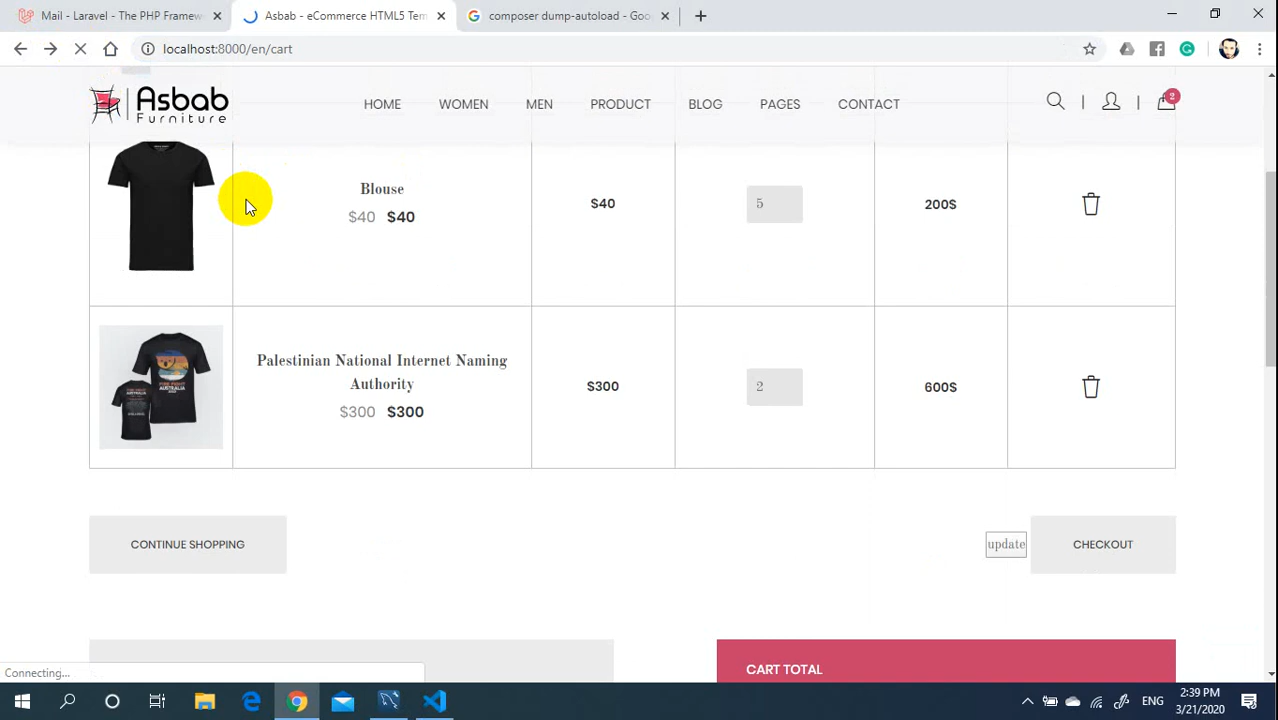 Mail - Laravel - The PHP Framew
Asbab - eCommerce HTML5 Tem
composer dump-autoload - Goo
localhost:8000/en/cart
Asbab
Furniture
HOME
WOMEN
MEN
PRODUCT
BLOG
PAGES
CONTACT
2
Blouse
$40 $40
$40
5
200$
Palestinian National Internet Naming
Authority
$300 $300
$300
2
600$
FIRE FIGHT
AUSTRALIA
CONTINUE SHOPPING
update
CHECKOUT
CART TOTAL
Connecting...
ENG
2:39 PM
3/21/2020